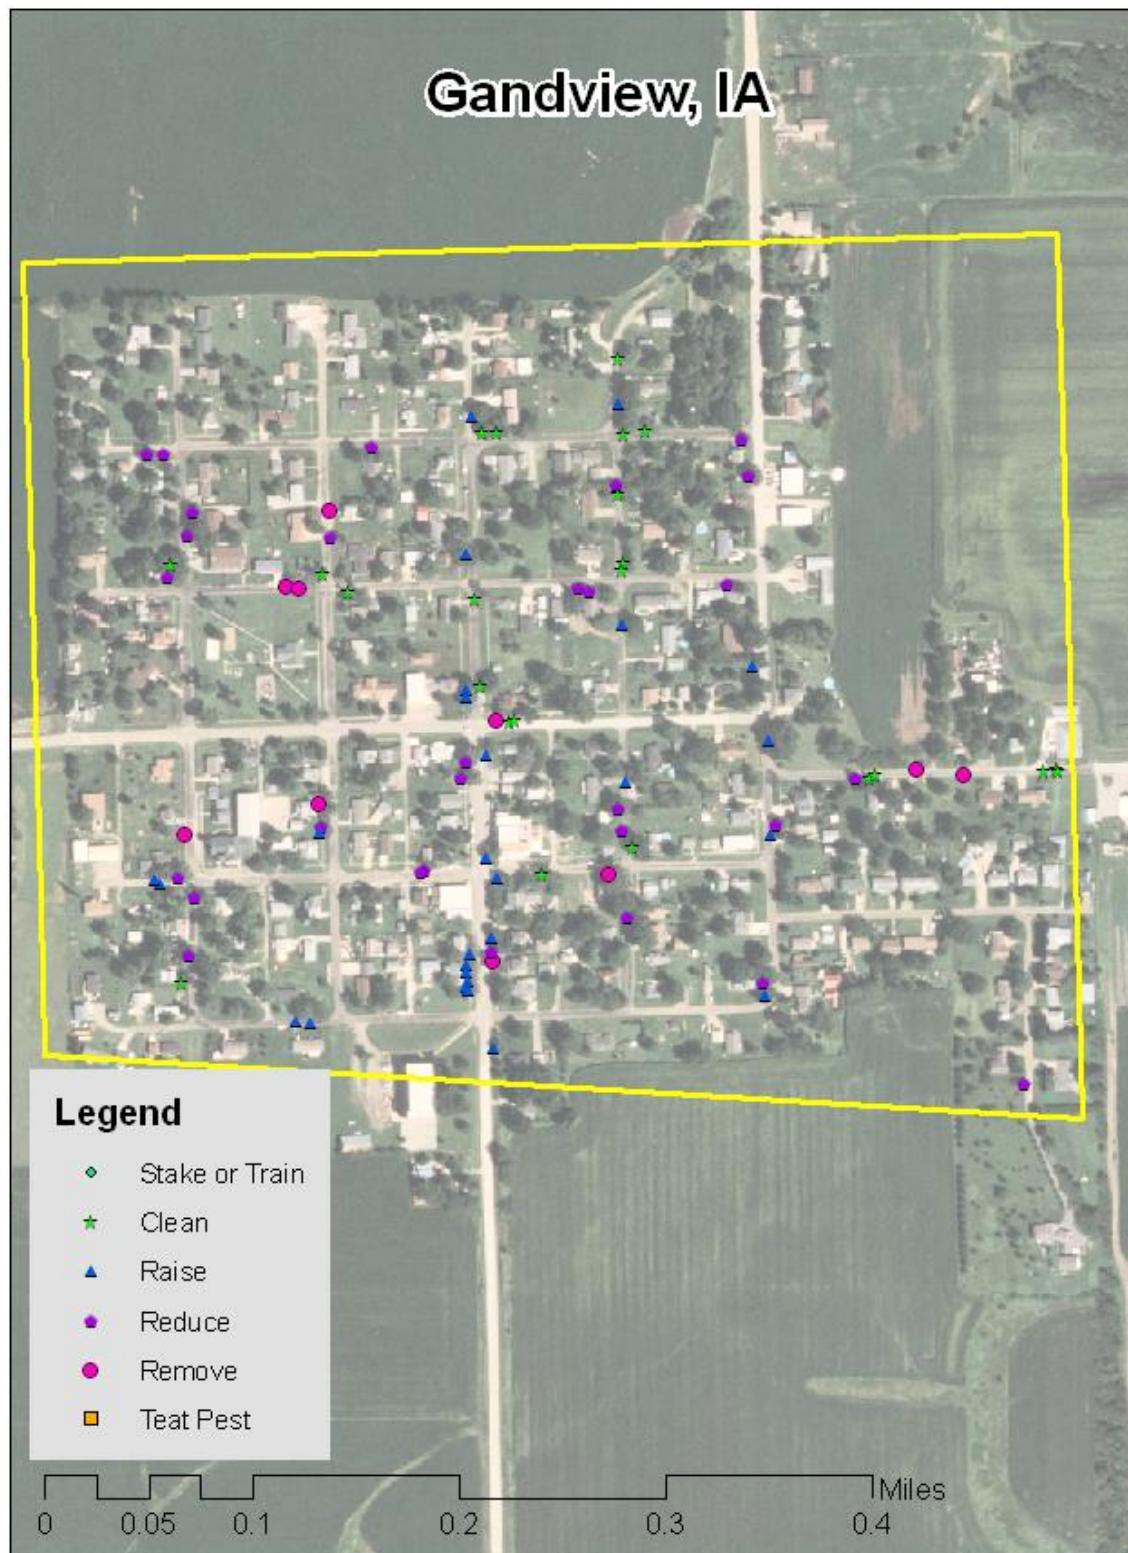 Gandview, IA
Legend
Stake or Train
Clean
Raise
Reduce
Remove
Teat Pest
Miles
0 0.05 0.1 0.2 0.3 0.4